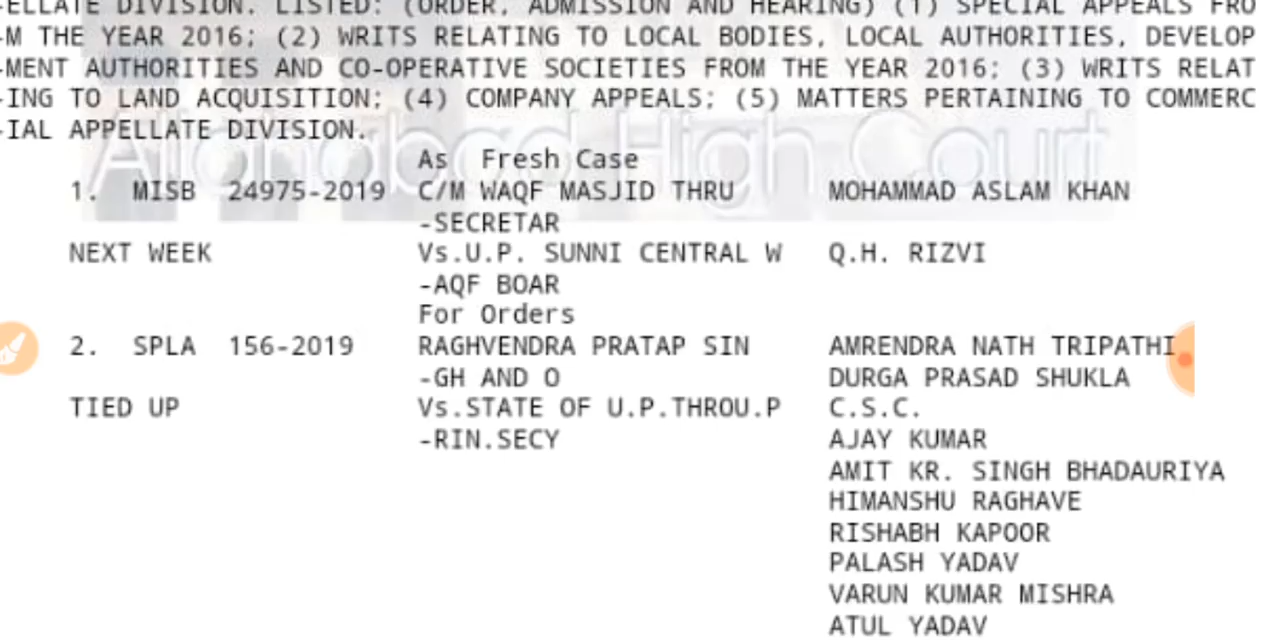 -ELLATE DIVISION. LISTED: (ORDER, ADMISSION AND HEARING) (1) SPECIAL APPEALS FRO
-M THE YEAR 2016; (2) WRITS RELATING TO LOCAL BODIES, LOCAL AUTHORITIES, DEVELOP
-MENT AUTHORITIES AND CO-OPERATIVE SOCIETIES FROM THE YEAR 2016; (3) WRITS RELAT
-ING TO LAND ACQUISITION; (4) COMPANY APPEALS; (5) MATTERS PERTAINING TO COMMERC
-IAL APPELLATE DIVISION.
Allahabad High Court
As Fresh Case
1. MISB 24975-2019 C/M WAQF MASJID THRU MOHAMMAD ASLAM KHAN
-SECRETAR
NEXT WEEK Vs.U.P. SUNNI CENTRAL W Q.H. RIZVI
-AQF BOAR
For Orders
2. SPLA 156-2019 RAGHVENDRA PRATAP SIN AMRENDRA NATH TRIPATHI
-GH AND O DURGA PRASAD SHUKLA
TIED UP Vs.STATE OF U.P.THROU.P C.S.C.
-RIN.SECY AJAY KUMAR
AMIT KR. SINGH BHADAURIYA
HIMANSHU RAGHAVE
RISHABH KAPOOR
PALASH YADAV
VARUN KUMAR MISHRA
ATUL YADAV